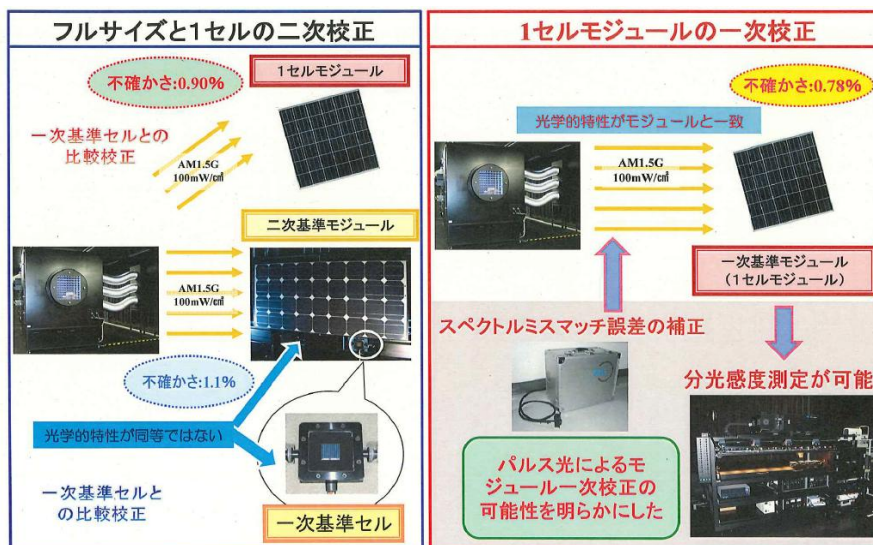 フルサイズと1セルの二次校正
不確かさ:0.90%
1セルモジュール
一次基準セルとの
比較校正
AM1.5G
100mW/c㎡
二次基準モジュール
AM1.5G
100mW/c㎡
不確かさ:1.1%
光学的特性が同等ではない
一次基準セルと
の比較校正
一次基準セル
1セルモジュールの一次校正
不確かさ:0.78%
光学的特性がモジュールと一致
AM1.5G
100mW/c㎡
一次基準モジュール
(1セルモジュール)
スペクトルミスマッチ誤差の補正
分光感度測定が可能
パルス光によるモ
ジュール一次校正の
可能性を明らかにした